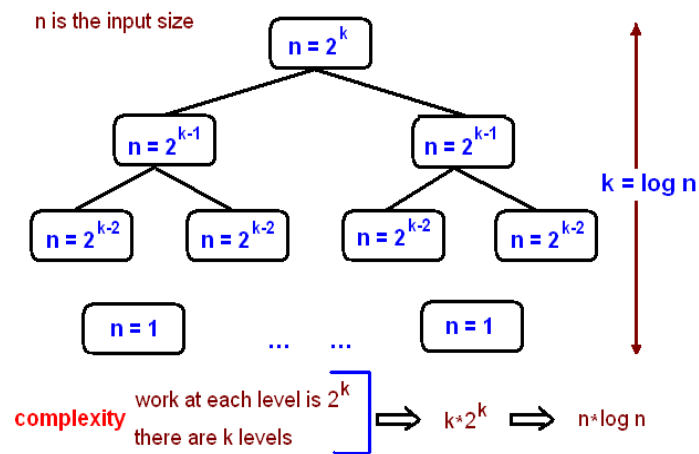 n is the input size
n = 2^k
n = 2^k-1
n = 2^k-1
k = log n
n = 2^k-2
n = 2^k-2
n = 2^k-2
n = 2^k-2
n = 1
... ...
n = 1
complexity
work at each level is 2^k
there are k levels
k*2^k
n*log n